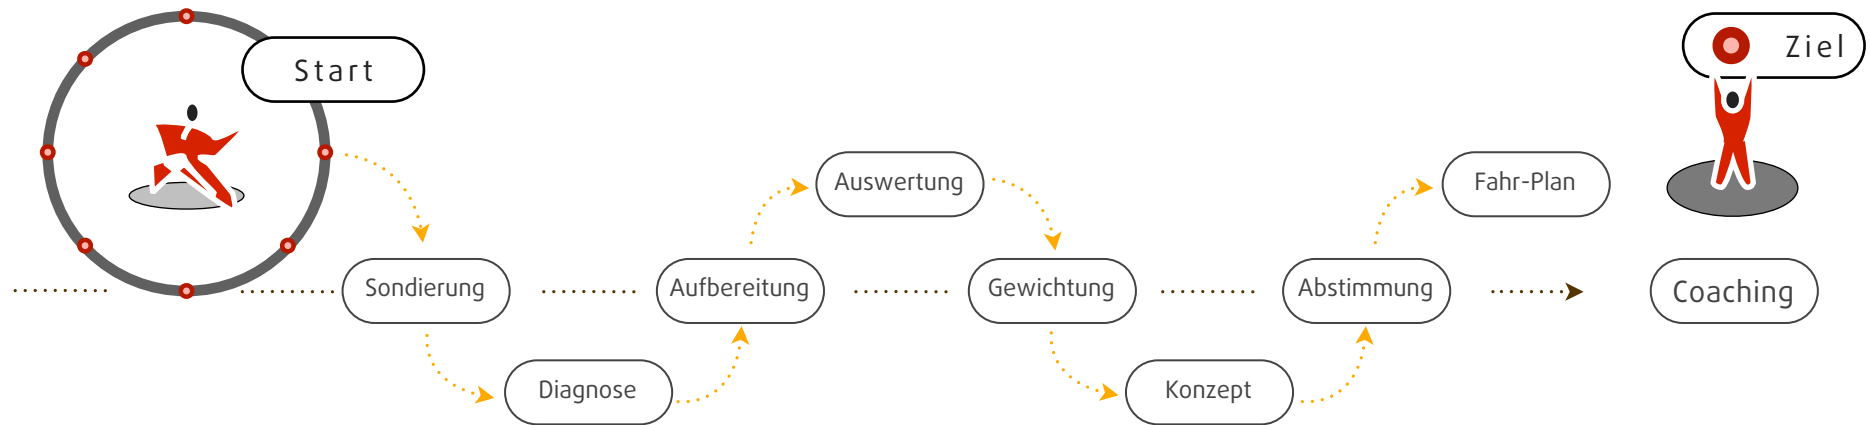 Start
Ziel
Auswertung
Fahr-Plan
Sondierung
Aufbereitung
Gewichtung
Abstimmung
Coaching
Diagnose
Konzept